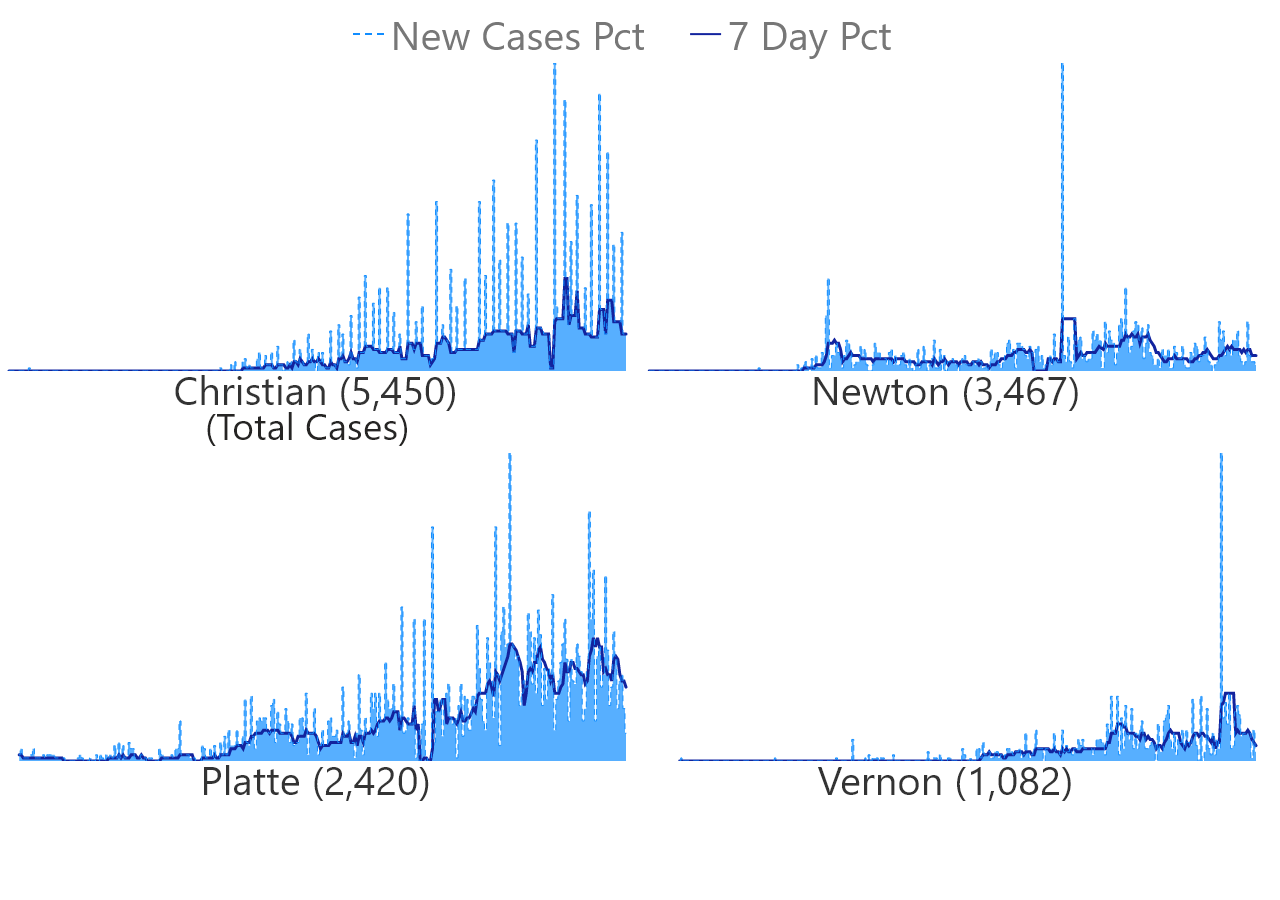 New Cases Pct 7 Day Pct
Christian (5,450) Newton (3,467)
(Total Cases)
Platte (2,420) Vernon (1,082)